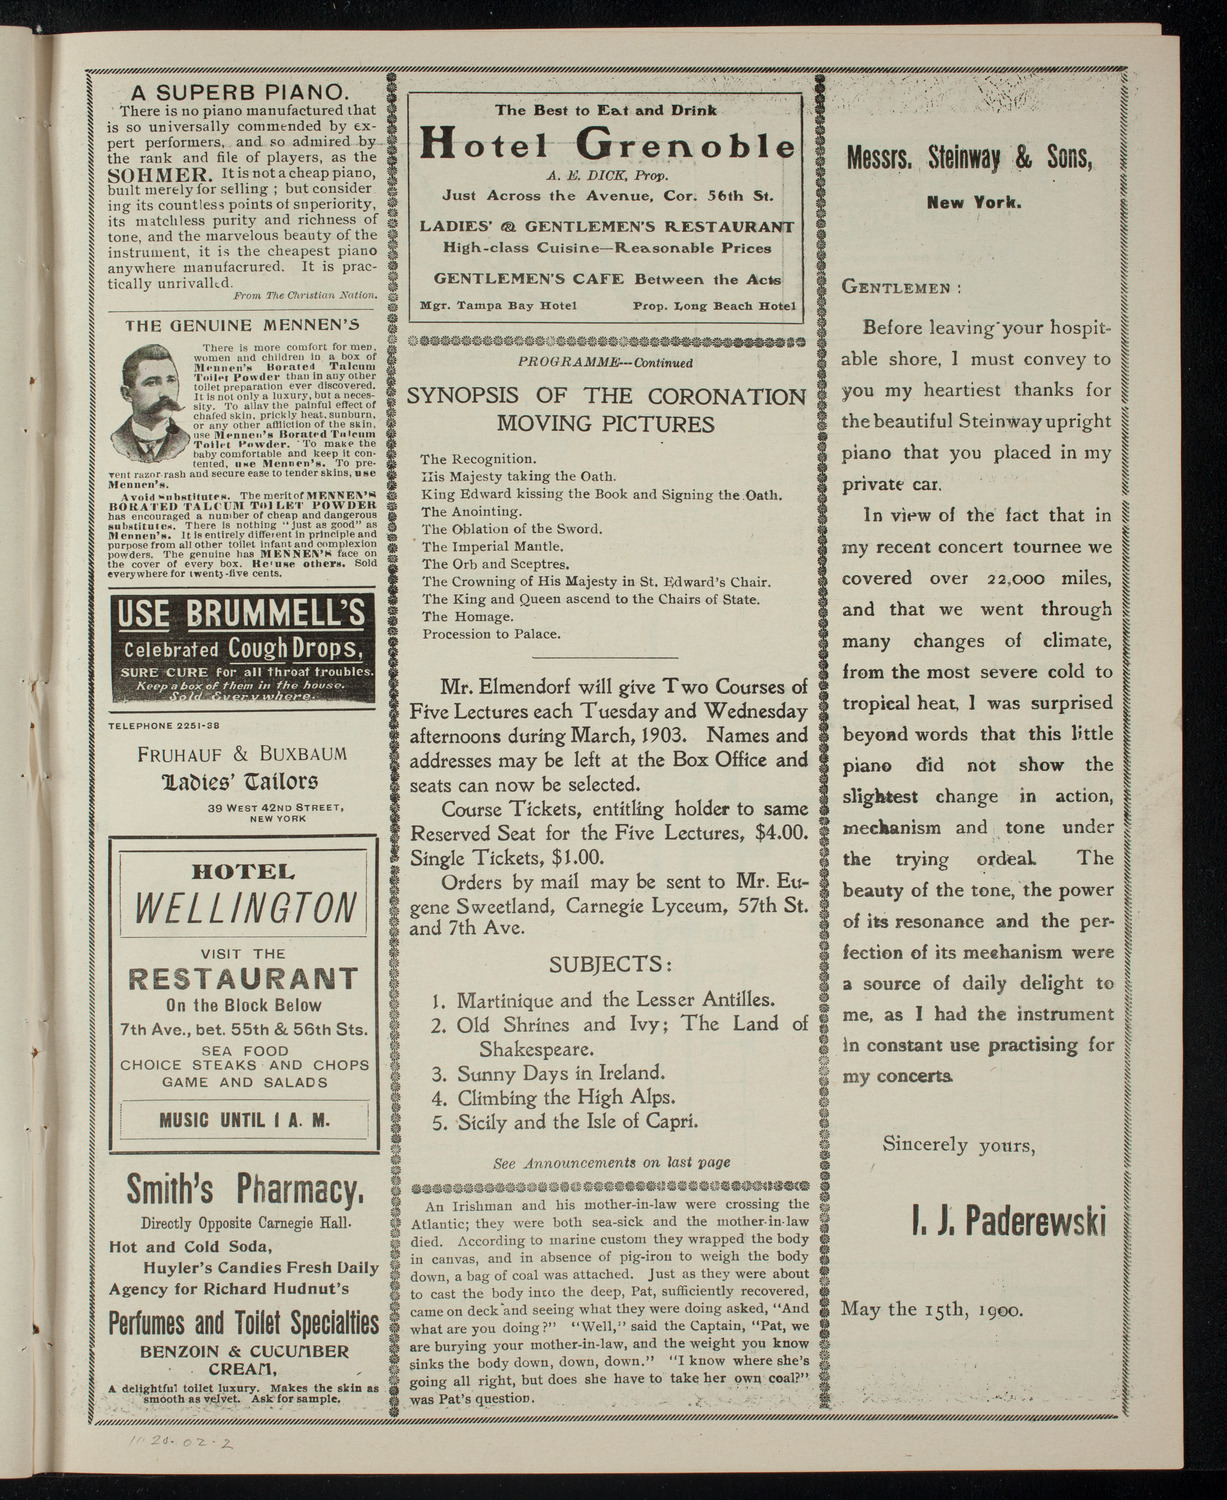 A SUPERB PIANO.
There is no piano manufactured that
is so universally commended by ex-
pert performers, and so admired by
the rank and file of players, as the
SOHMER. It is not a cheap piano,
built merely for selling ; but consider
ing its countless points of superiority,
its matchless purity and richness of
tone, and the marvelous beauty of the
instrument, it is the cheapest piano
anywhere manufacrured. It is prac-
tically unrivalled.
From The Christian Nation.
THE GENUINE MENNEN'S
There is more comfort for men,
women and children in a box of
Mennen's Borated Talcum
Toilet Powder than in any other
toilet preparation ever discovered.
It is not only a luxury, but a neces-
sity. To allay the painful effect of
chafed skin, prickly heat, sunburn,
or any other affliction of the skin,
use Mennen's Borated Talcum
Toilet Powder. To make the
baby comfortable and keep it con-
tented, use Mennen's. To pre-
vent razor rash and secure ease to tender skins, use
Mennen's.
Avoid substitutes. The merit of MENNEN'S
BORATED TALCUM TOILET POWDER
has encouraged a number of cheap and dangerous
substitutes. There is nothing "just as good" as
Mennen's. It is entirely different in principle and
purpose from all other toilet infant and complexion
powders. The genuine has MENNEN'S face on
the cover of every box. Refuse others. Sold
everywhere for twenty-five cents.
USE BRUMMELL'S
Celebrated Cough Drops,
SURE CURE for all throat troubles.
Keep a box of them in the house.
Sold Everywhere.
TELEPHONE 2251-38
FRUHAUF & BUXBAUM
Ladies' Tailors
39 WEST 42ND STREET,
NEW YORK
HOTEL
WELLINGTON
VISIT THE
RESTAURANT
On the Block Below
7th Ave., bet. 55th & 56th Sts.
SEA FOOD
CHOICE STEAKS AND CHOPS
GAME AND SALADS
MUSIC UNTIL 1 A. M.
Smith's Pharmacy,
Directly Opposite Carnegie Hall.
Hot and Cold Soda,
Huyler's Candies Fresh Daily
Agency for Richard Hudnut's
Perfumes and Toilet Specialties
BENZOIN & CUCUMBER
CREAM,
A delightful toilet luxury. Makes the skin as
smooth as velvet. Ask for sample.
The Best to Eat and Drink
Hotel Grenoble
A. E. DICK, Prop.
Just Across the Avenue, Cor. 56th St.
LADIES' & GENTLEMEN'S RESTAURANT
High-class Cuisine—Reasonable Prices
GENTLEMEN'S CAFE Between the Acts
Mgr. Tampa Bay Hotel Prop. Long Beach Hotel
PROGRAMME—Continued
SYNOPSIS OF THE CORONATION
MOVING PICTURES
The Recognition.
His Majesty taking the Oath.
King Edward kissing the Book and Signing the Oath.
The Anointing.
The Oblation of the Sword.
The Imperial Mantle.
The Orb and Sceptres.
The Crowning of His Majesty in St. Edward's Chair.
The King and Queen ascend to the Chairs of State.
The Homage.
Procession to Palace.
Mr. Elmendorf will give Two Courses of
Five Lectures each Tuesday and Wednesday
afternoons during March, 1903. Names and
addresses may be left at the Box Office and
seats can now be selected.
Course Tickets, entitling holder to same
Reserved Seat for the Five Lectures, $4.00.
Single Tickets, $1.00.
Orders by mail may be sent to Mr. Eu-
gene Sweetland, Carnegie Lyceum, 57th St.
and 7th Ave.
SUBJECTS:
1. Martinique and the Lesser Antilles.
2. Old Shrines and Ivy; The Land of
Shakespeare.
3. Sunny Days in Ireland.
4. Climbing the High Alps.
5. Sicily and the Isle of Capri.
See Announcements on last page
An Irishman and his mother-in-law were crossing the
Atlantic; they were both sea-sick and the mother-in-law
died. According to marine custom they wrapped the body
in canvas, and in absence of pig-iron to weigh the body
down, a bag of coal was attached. Just as they were about
to cast the body into the deep, Pat, sufficiently recovered,
came on deck and seeing what they were doing asked, "And
what are you doing?" "Well," said the Captain, "Pat, we
are burying your mother-in-law, and the weight you know
sinks the body down, down, down." "I know where she's
going all right, but does she have to take her own coal?"
was Pat's question.
Messrs. Steinway & Sons,
New York.
GENTLEMEN :
Before leaving your hospit-
able shore, I must convey to
you my heartiest thanks for
the beautiful Steinway upright
piano that you placed in my
private car.
In view of the fact that in
my recent concert tournee we
covered over 22,000 miles,
and that we went through
many changes of climate,
from the most severe cold to
tropical heat, I was surprised
beyond words that this little
piano did not show the
slightest change in action,
mechanism and tone under
the trying ordeal. The
beauty of the tone, the power
of its resonance and the per-
fection of its mechanism were
a source of daily delight to
me, as I had the instrument
in constant use practising for
my concerts.
Sincerely yours,
I. J. Paderewski
May the 15th, 1900.